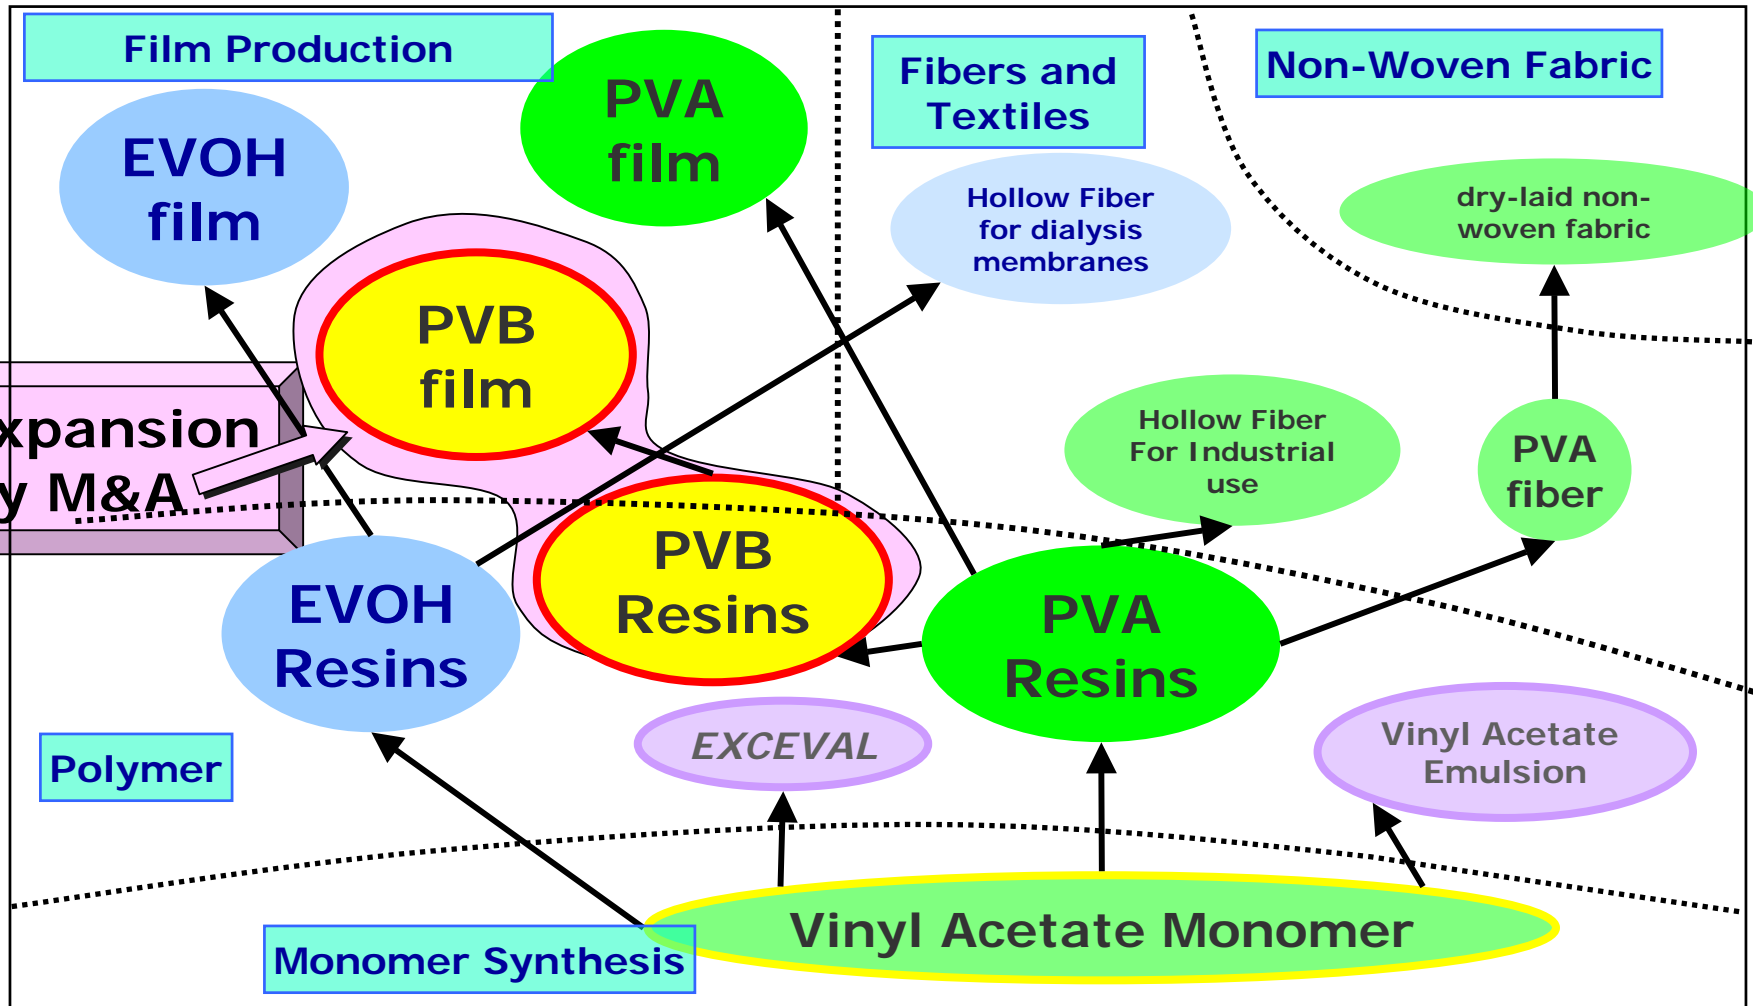 Film Production
PVA
film
Fibers and
Textiles
Non-Woven Fabric
EVOH
film
Hollow Fiber
for dialysis
membranes
dry-laid non-
woven fabric
PVB
film
xpansion
y M&A
Hollow Fiber
For Industrial
use
PVA
fiber
PVB
Resins
EVOH
Resins
PVA
Resins
EXCEVAL
Vinyl Acetate
Emulsion
Polymer
Vinyl Acetate Monomer
Monomer Synthesis